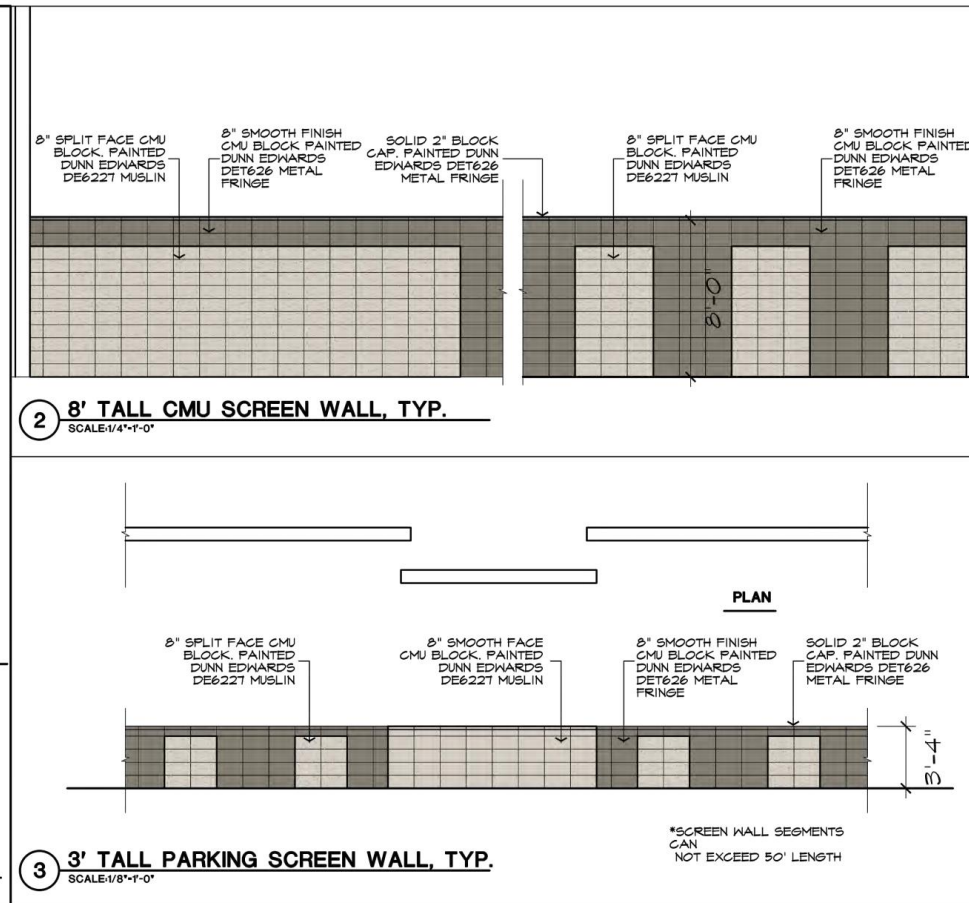 8" SPLIT FACE CMU
BLOCK. PAINTED
DUNN EDWARDS
DE6227 MUSLIN
8" SMOOTH FINISH
CMU BLOCK PAINTED
DUNN EDWARDS
DET626 METAL
FRINGE
SOLID 2" BLOCK
CAP. PAINTED DUNN
EDWARDS DET626
METAL FRINGE
8" SPLIT FACE CMU
BLOCK. PAINTED
DUNN EDWARDS
DE6227 MUSLIN
8" SMOOTH FINISH
CMU BLOCK PAINTED
DUNN EDWARDS
DET626 METAL
FRINGE
8'-0"
2
8' TALL CMU SCREEN WALL, TYP.
SCALE:1/4"-1'-0"
PLAN
8" SPLIT FACE CMU
BLOCK. PAINTED
DUNN EDWARDS
DE6227 MUSLIN
8" SMOOTH FACE
CMU BLOCK. PAINTED
DUNN EDWARDS
DE6227 MUSLIN
8" SMOOTH FINISH
CMU BLOCK PAINTED
DUNN EDWARDS
DET626 METAL
FRINGE
SOLID 2" BLOCK
CAP. PAINTED DUNN
EDWARDS DET626
METAL FRINGE
3'-4"
*SCREEN WALL SEGMENTS
CAN
NOT EXCEED 50' LENGTH
3
3' TALL PARKING SCREEN WALL, TYP.
SCALE:1/8"-1'-0"